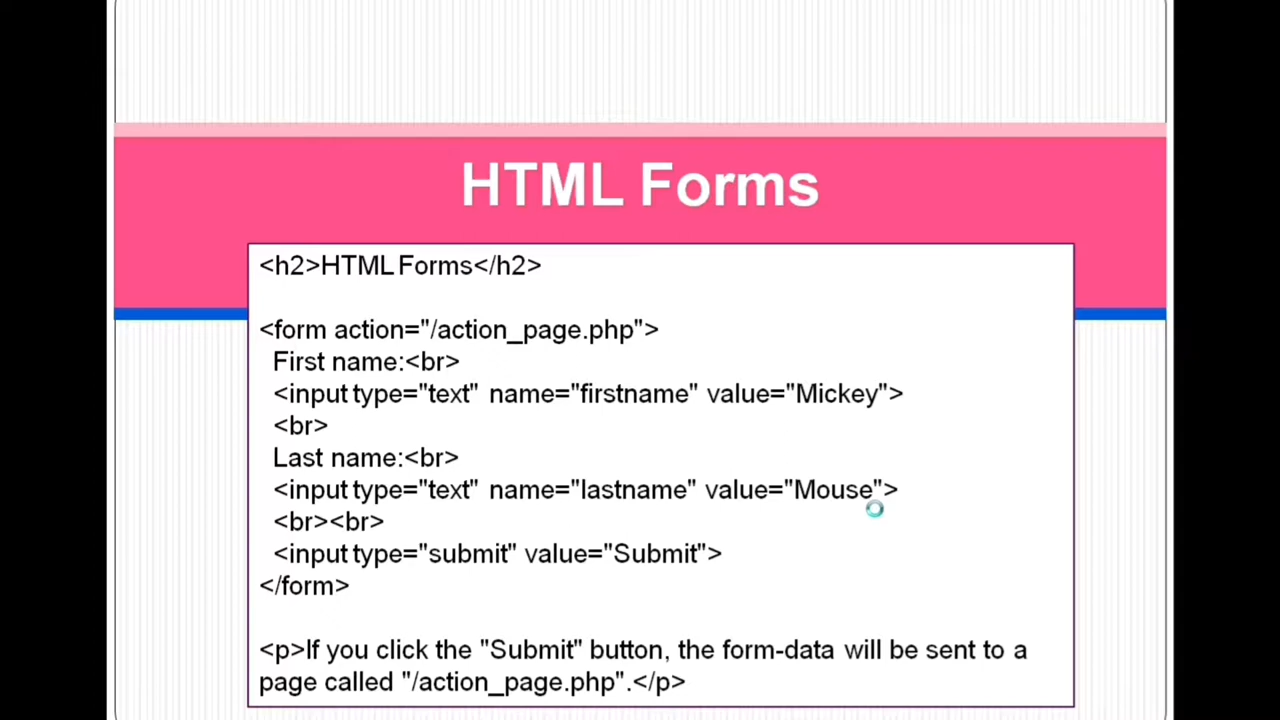 HTML Forms
<h2>HTML Forms</h2>
<form action="/action_page.php">
First name:<br>
<input type="text" name="firstname" value="Mickey">
<br>
Last name:<br>
<input type="text" name="lastname" value="Mouse">
<br><br>
<input type="submit" value="Submit">
</form>
<p>If you click the "Submit" button, the form-data will be sent to a
page called "/action_page.php".</p>